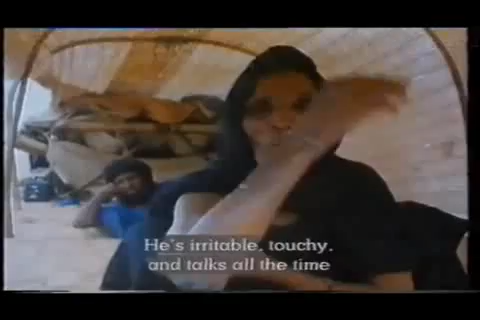 He's irritable, touchy,
and talks all the time